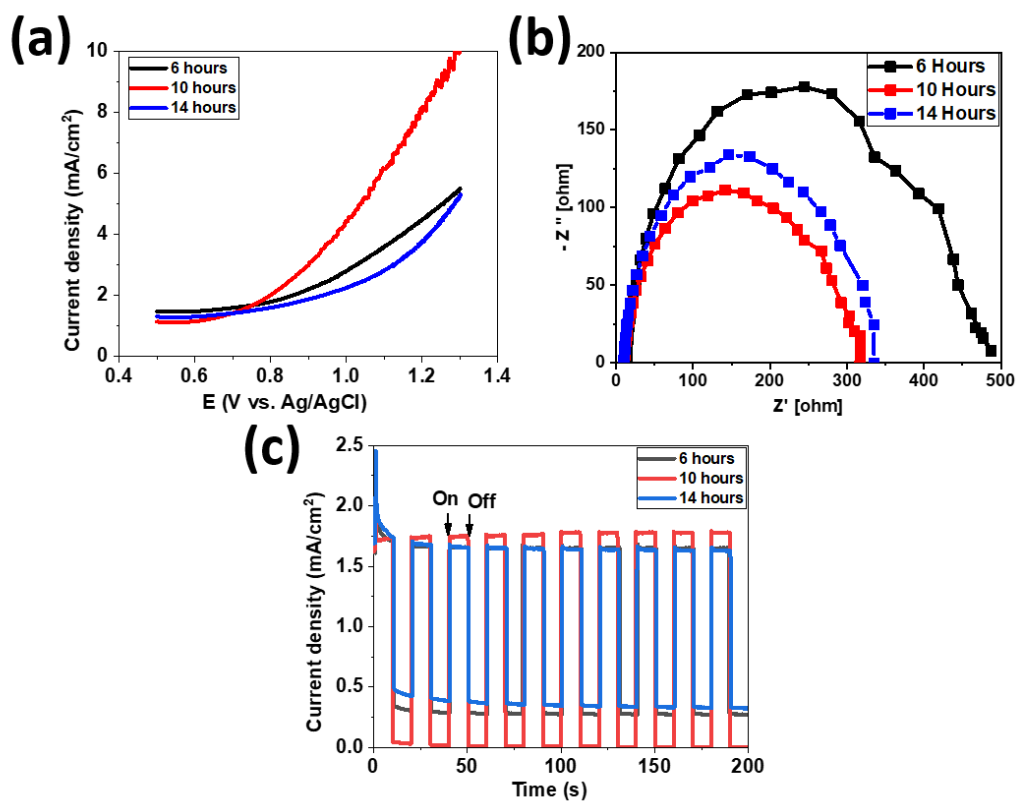 (a)
10
8
6
4
2
0
Current density (mA/cm²)
6 hours
10 hours
14 hours
0.4 0.6 0.8 1.0 1.2 1.4
E (V vs. Ag/AgCl)
(b)
200
150
100
50
0
- Z'' [ohm]
6 Hours
10 Hours
14 Hours
0 100 200 300 400 500
Z' [ohm]
(c)
2.5
2.0
1.5
1.0
0.5
0.0
Current density (mA/cm²)
6 hours
10 hours
14 hours
On Off
0 50 100 150 200
Time (s)